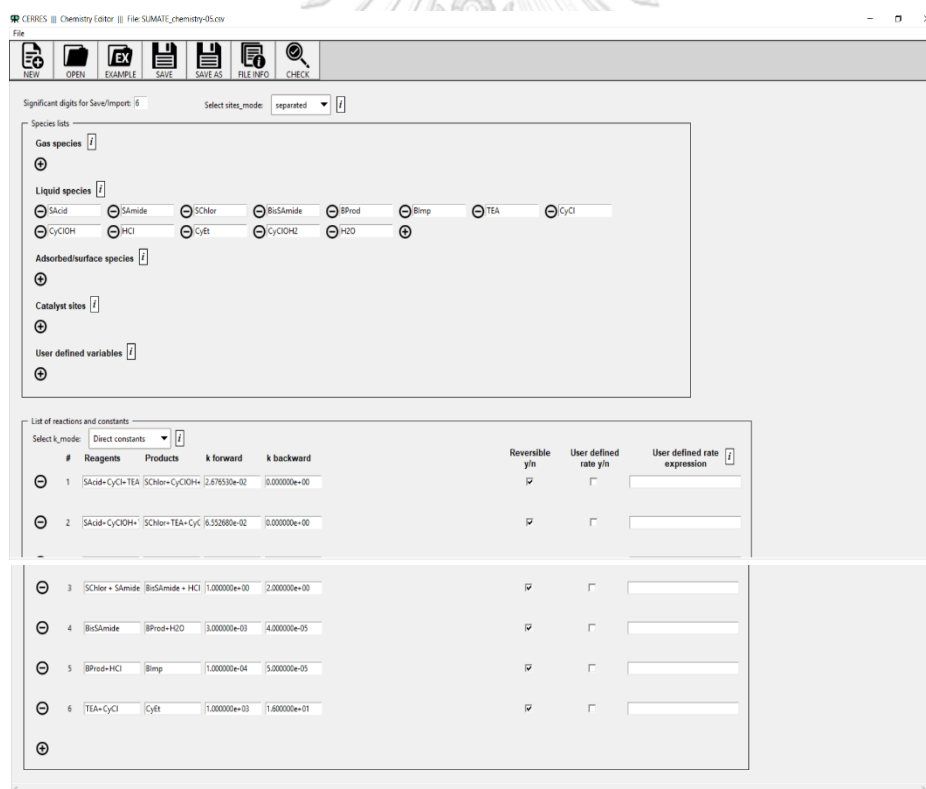 CERRES ||| Chemistry Editor ||| File: SUMATE_chemistry-05.csv
File
NEW OPEN EXAMPLE SAVE SAVE AS FILE INFO CHECK
Significant digits for Save/Import: 6 Select sites_mode: separated i
Species lists
Gas species i
Liquid species i
SAcid SAmide SChlor BisSAmide BProd BImp TEA CyCl
CyClOH HCl CyEt CyClOH2 H2O
Adsorbed/surface species i
Catalyst sites i
User defined variables i
List of reactions and constants
Select k_mode: Direct constants i
# Reagents Products k forward k backward Reversible y/n User defined rate y/n User defined rate expression i
1 SAcid+CyCl+TEA SChlor+CyClOH+ 2.676530e-02 0.000000e+00
2 SAcid+CyClOH+ SChlor+TEA+CyC 6.552680e-02 0.000000e+00
3 SChlor + SAmide BisSAmide + HCl 1.000000e+00 2.000000e+00
4 BisSAmide BProd+H2O 3.000000e-03 4.000000e-05
5 BProd+HCl BImp 1.000000e-04 5.000000e-05
6 TEA+CyCl CyEt 1.000000e+03 1.600000e+01